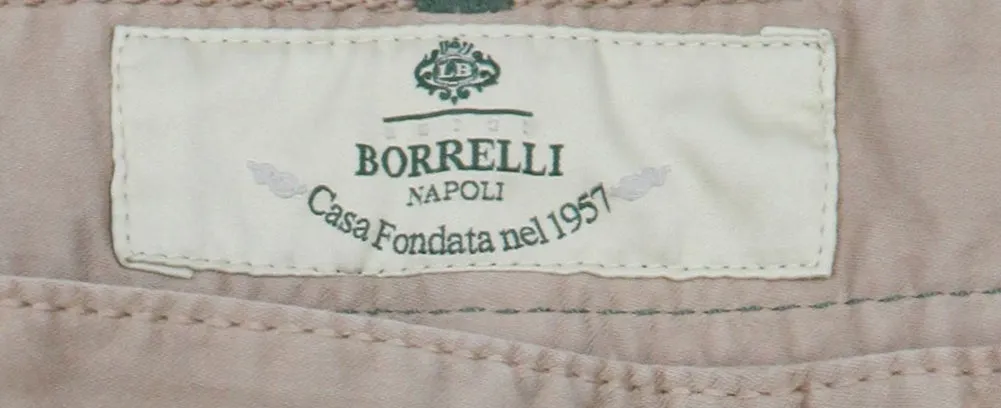 LB
BORRELLI
NAPOLI
Casa Fondata nel 1957